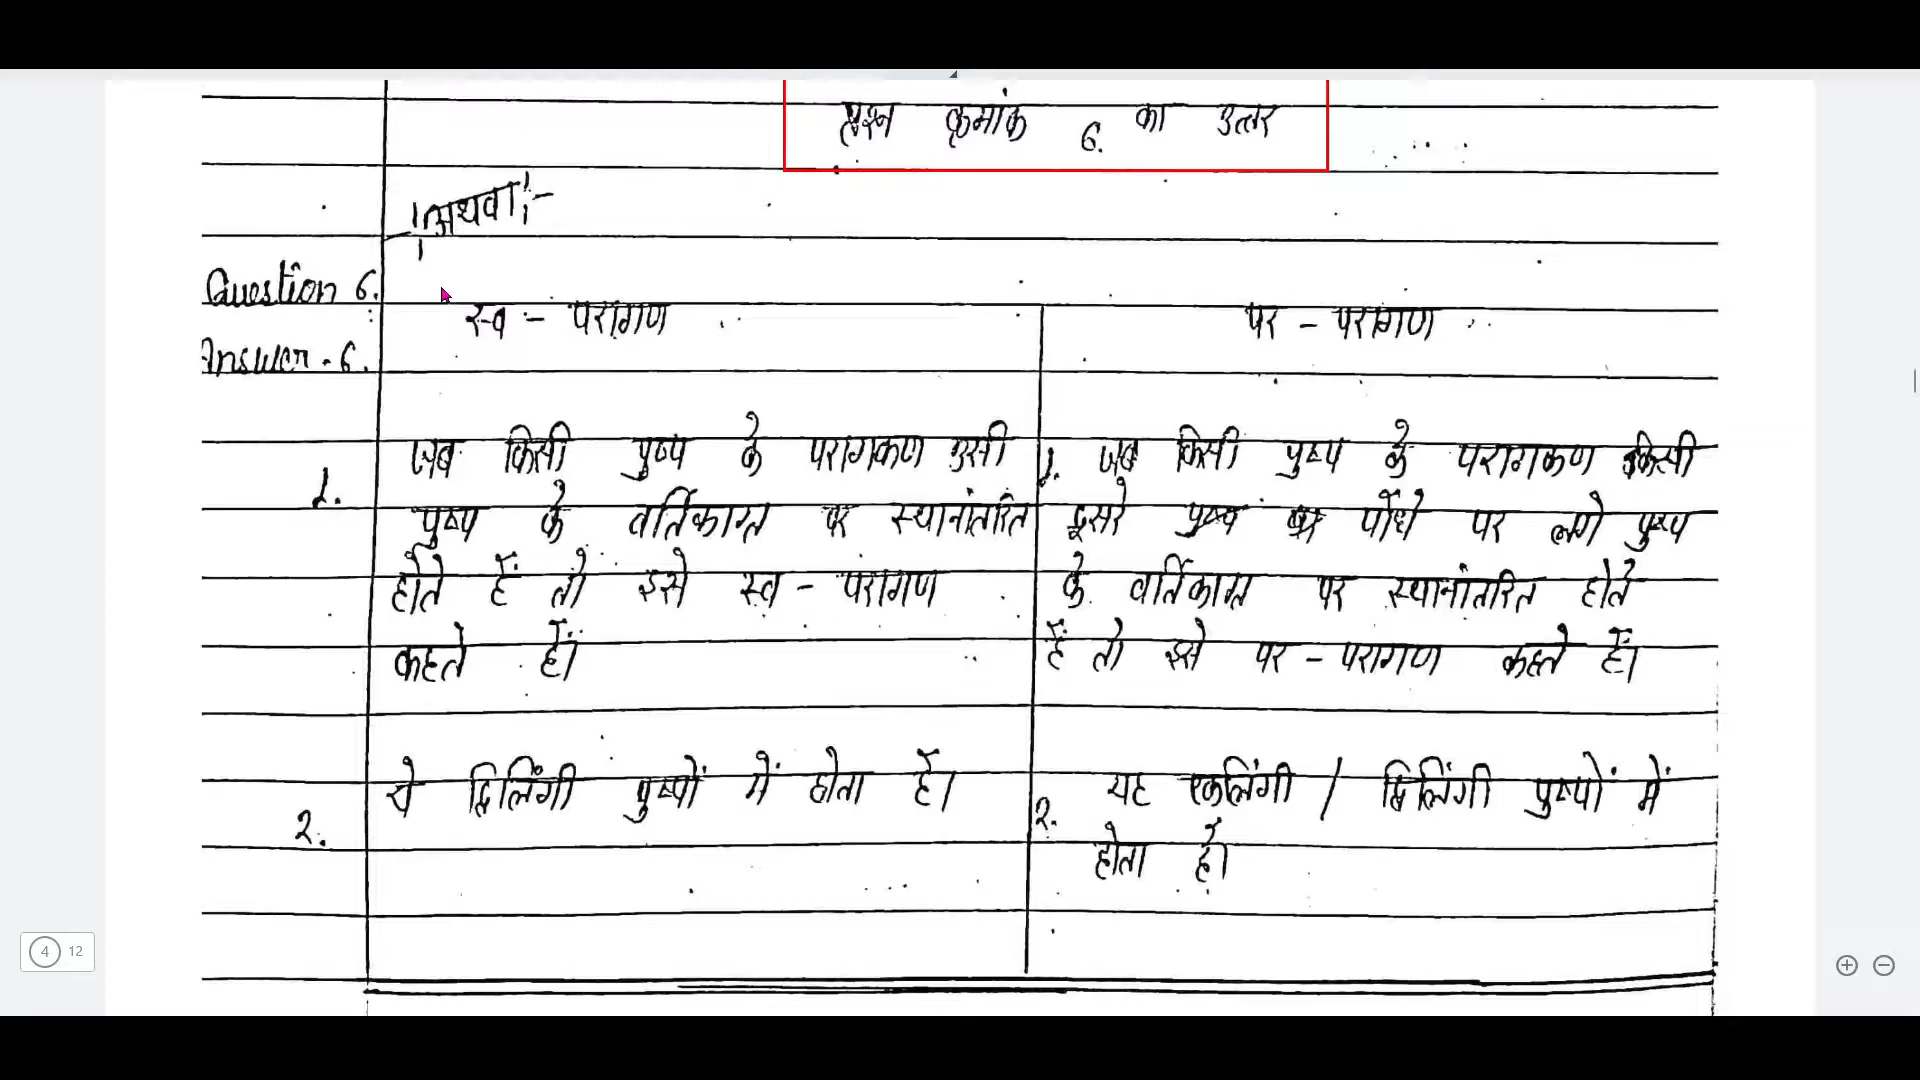 प्रश्न क्रमांक 6. का उत्तर
अथवा:-
Question 6.
स्व - परागण
पर - परागण
Answer - 6.
1.
जब किसी पुष्प के परागकण उसी
पुष्प के वर्तिकाग्र पर स्थानांतरित
होते हैं तो इसे स्व - परागण
कहते हैं।
1. जब किसी पुष्प के परागकण किसी
दूसरे पुष्प पौधे पर लगे पुष्प
के वर्तिकाग्र पर स्थानांतरित होते
हैं तो इसे पर - परागण कहते हैं।
2.
ये द्विलिंगी पुष्पों में होता है।
2. यह एकलिंगी / द्विलिंगी पुष्पों में
होता है।
4 12